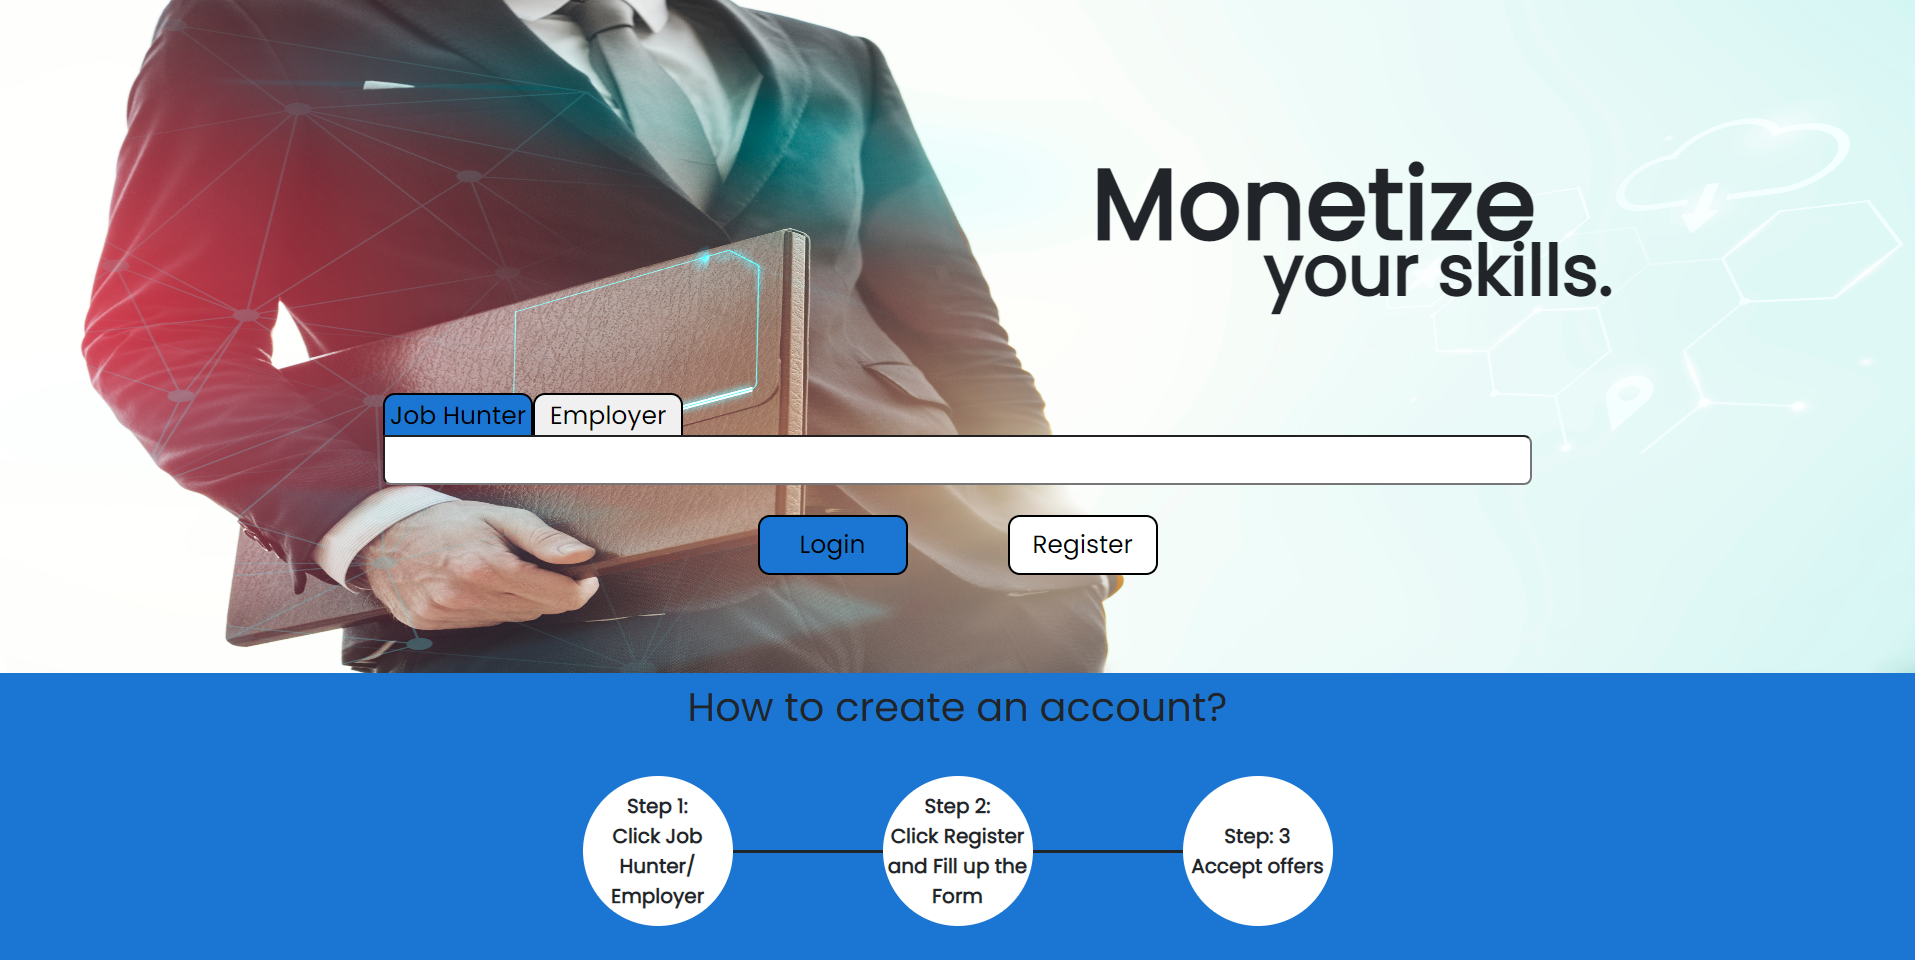 Monetize
your skills.
Job Hunter
Employer
Login
Register
How to create an account?
Step 1:
Click Job
Hunter/
Employer
Step 2:
Click Register
and Fill up the
Form
Step: 3
Accept offers